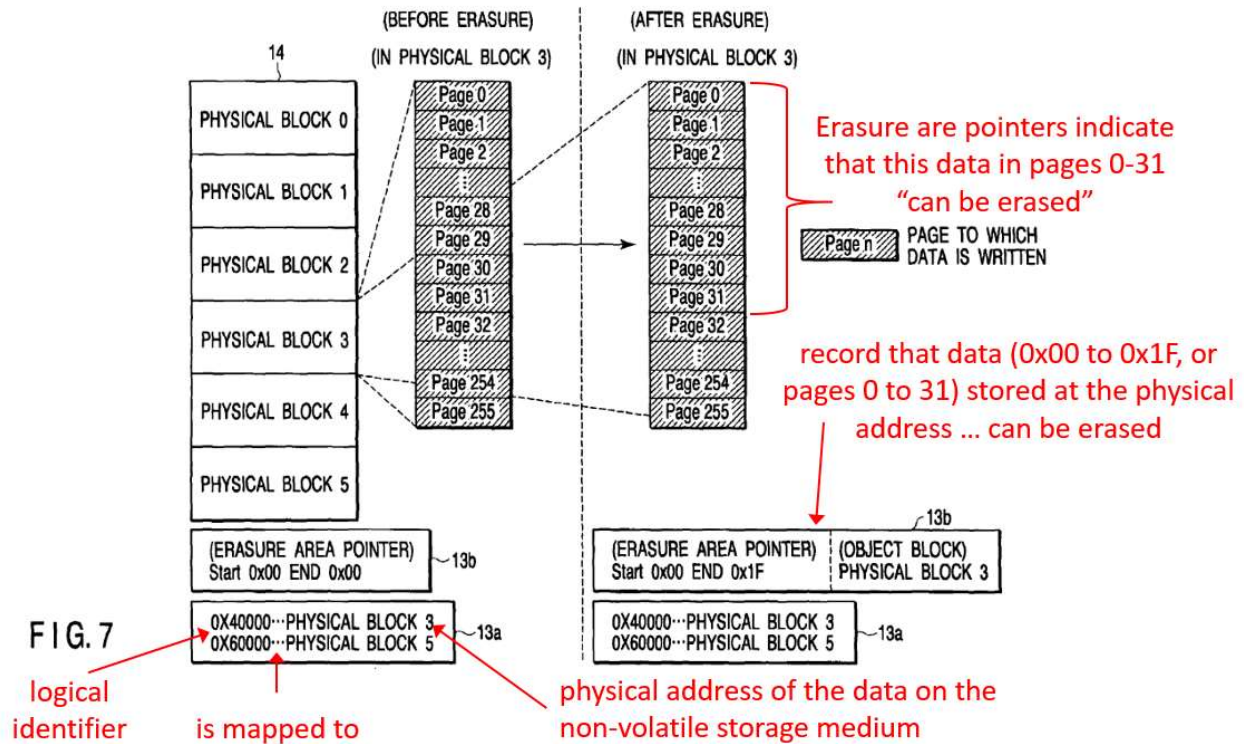 (BEFORE ERASURE)
(IN PHYSICAL BLOCK 3)
(AFTER ERASURE)
(IN PHYSICAL BLOCK 3)
14
PHYSICAL BLOCK 0
PHYSICAL BLOCK 1
PHYSICAL BLOCK 2
PHYSICAL BLOCK 3
PHYSICAL BLOCK 4
PHYSICAL BLOCK 5
Page 0
Page 1
Page 2
Page 28
Page 29
Page 30
Page 31
Page 32
Page 254
Page 255
Page 0
Page 1
Page 2
Page 28
Page 29
Page 30
Page 31
Page 32
Page 254
Page 255
Erasure are pointers indicate
that this data in pages 0-31
“can be erased”
Page n
PAGE TO WHICH
DATA IS WRITTEN
record that data (0x00 to 0x1F, or
pages 0 to 31) stored at the physical
address ... can be erased
(ERASURE AREA POINTER)
Start 0x00 END 0x00
13b
(ERASURE AREA POINTER)
Start 0x00 END 0x1F
(OBJECT BLOCK)
PHYSICAL BLOCK 3
13b
FIG. 7
0X40000···PHYSICAL BLOCK 3
0X60000···PHYSICAL BLOCK 5
13a
0X40000···PHYSICAL BLOCK 3
0X60000···PHYSICAL BLOCK 5
13a
logical
identifier
is mapped to
physical address of the data on the
non-volatile storage medium